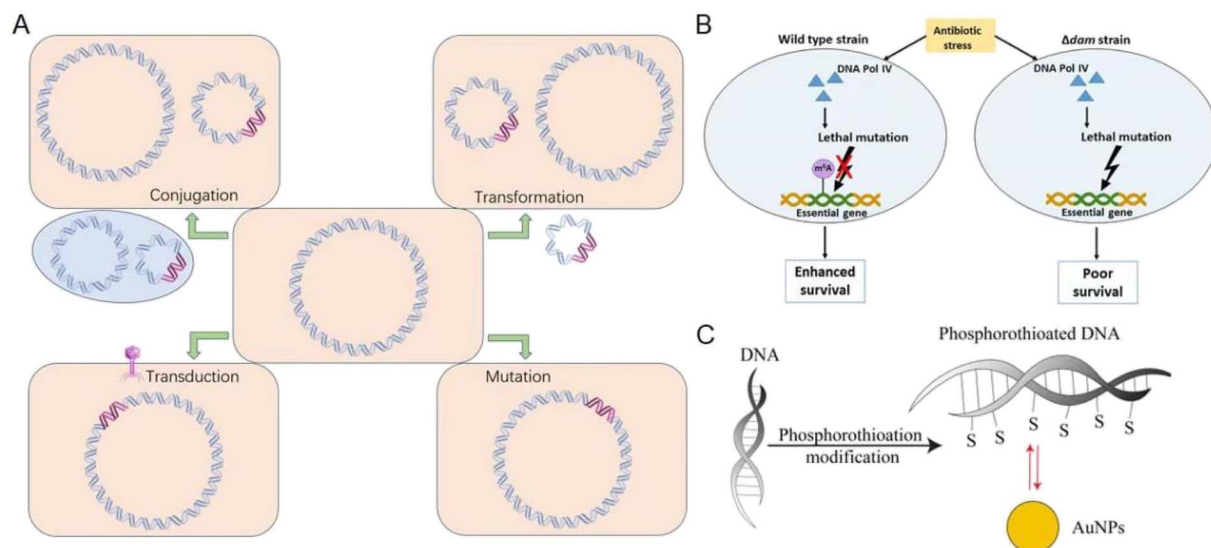 A
Conjugation
Transformation
Transduction
Mutation
B
Wild type strain
Antibiotic
stress
Δdam strain
DNA Pol IV
DNA Pol IV
Lethal mutation
Lethal mutation
m⁶A
Essential gene
Essential gene
Enhanced
survival
Poor
survival
C
DNA
Phosphorothioated DNA
Phosphorothioation
modification
S S S S S S
AuNPs